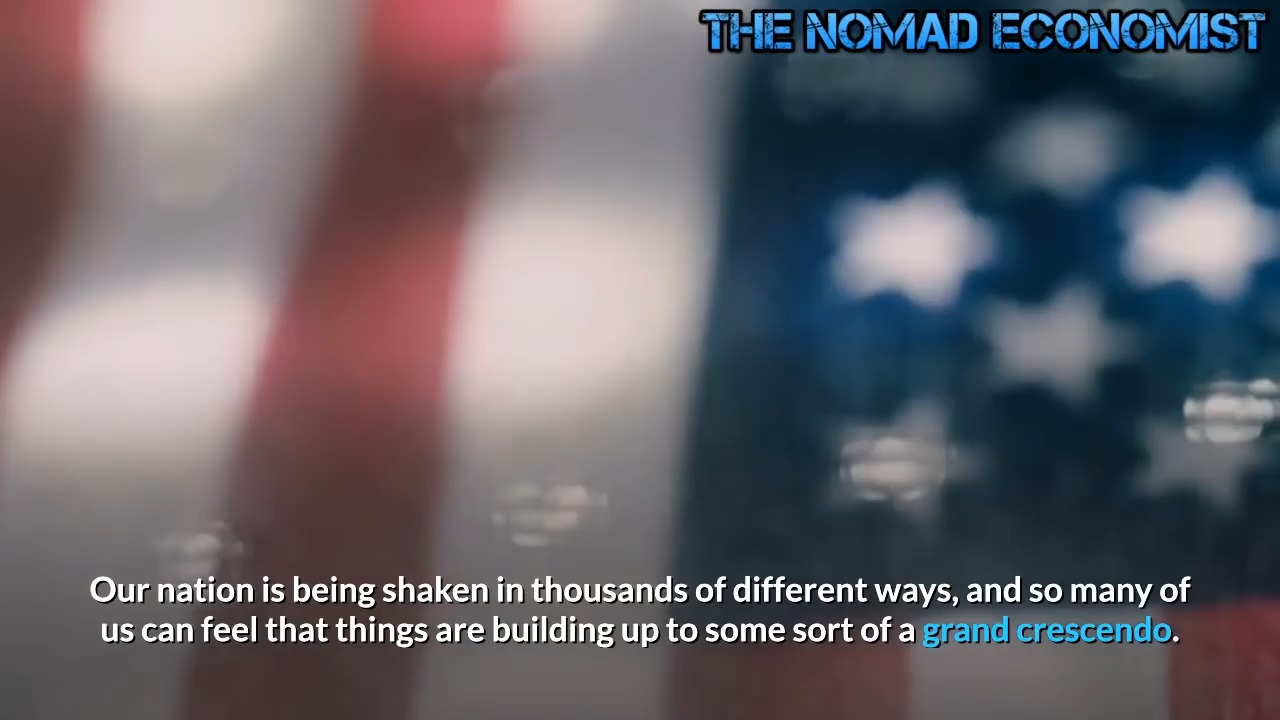 THE NOMAD ECONOMIST
Our nation is being shaken in thousands of different ways, and so many of
us can feel that things are building up to some sort of a grand crescendo.